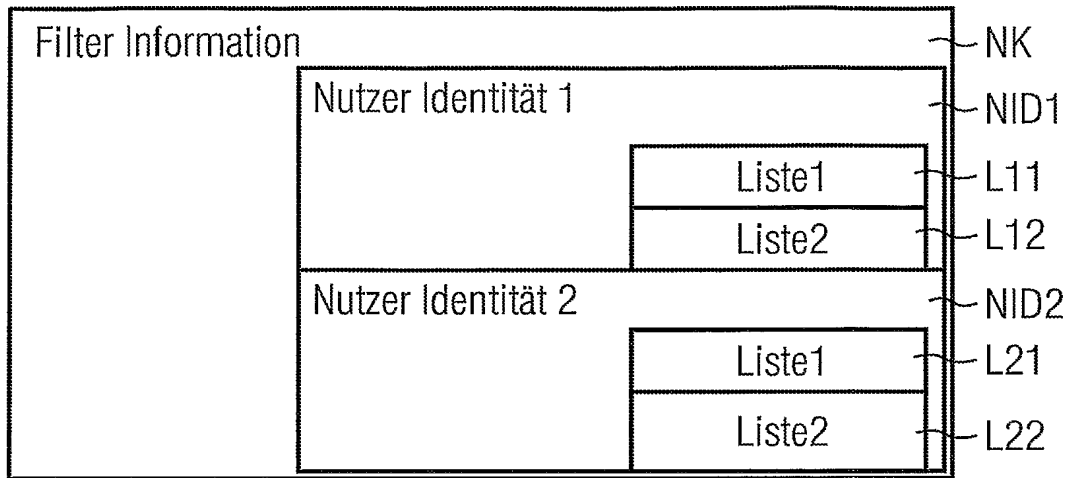 Filter Information
NK
Nutzer Identität 1
NID1
Liste1
L11
Liste2
L12
Nutzer Identität 2
NID2
Liste1
L21
Liste2
L22